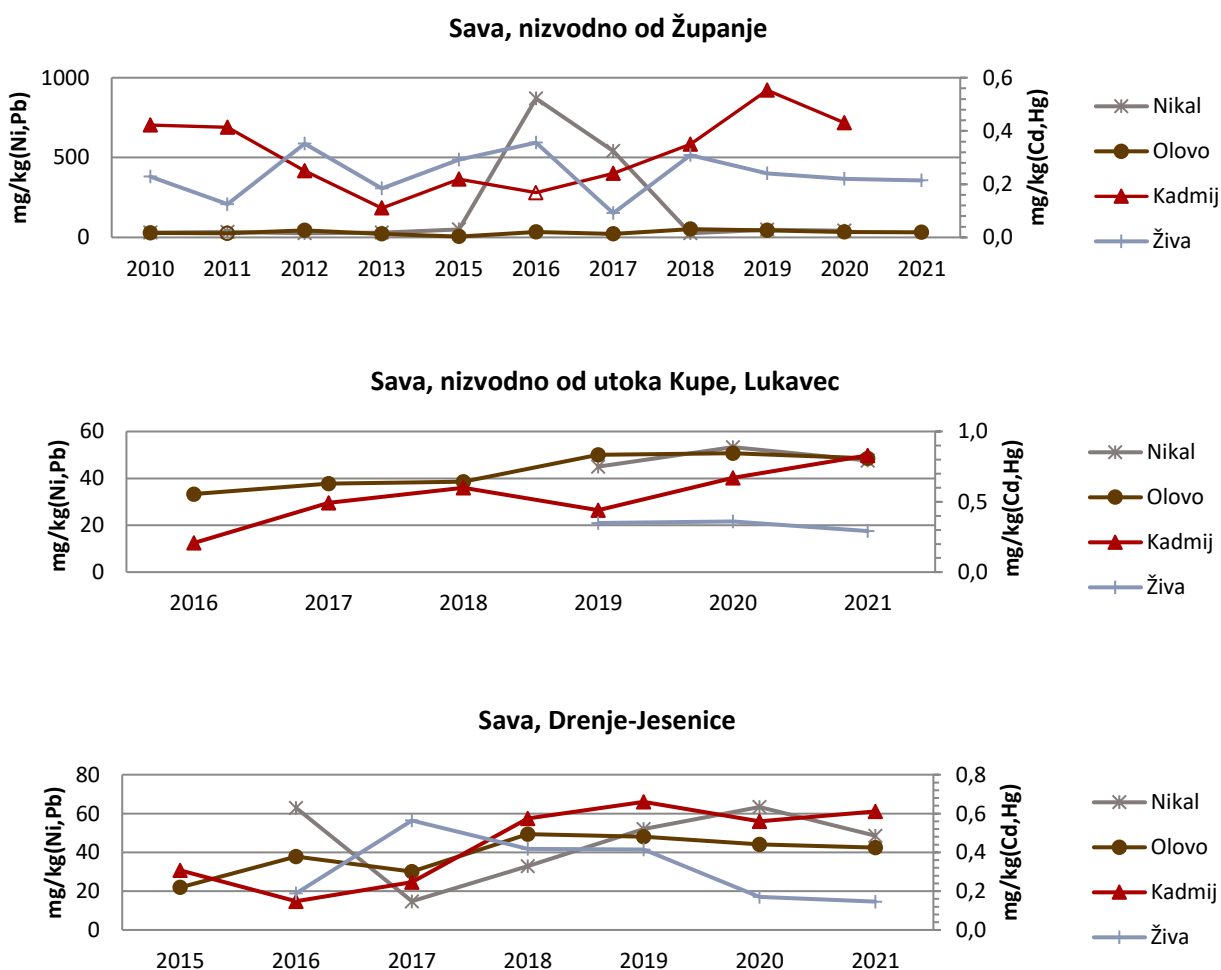 Sava, nizvodno od Županje
mg/kg(Ni,Pb)
1000
500
0
0,6
0,4
0,2
0,0
mg/kg(Cd,Hg)
2010 2011 2012 2013 2015 2016 2017 2018 2019 2020 2021
Nikal
Olovo
Kadmij
Živa
Sava, nizvodno od utoka Kupe, Lukavec
mg/kg(Ni,Pb)
60
40
20
0
1,0
0,5
0,0
mg/kg(Cd,Hg)
2016 2017 2018 2019 2020 2021
Nikal
Olovo
Kadmij
Živa
Sava, Drenje-Jesenice
mg/kg(Ni,Pb)
80
60
40
20
0
0,8
0,6
0,4
0,2
0,0
mg/kg(Cd,Hg)
2015 2016 2017 2018 2019 2020 2021
Nikal
Olovo
Kadmij
Živa